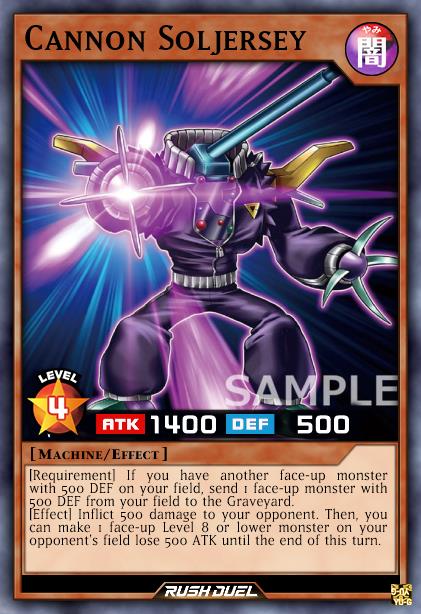 CANNON SOLJERSEY
やみ
闇
SAMPLE
LEVEL
4
ATK 1400 DEF 500
[MACHINE/EFFECT]
[Requirement] If you have another face-up monster
with 500 DEF on your field, send 1 face-up monster with
500 DEF from your field to the Graveyard.
[Effect] Inflict 500 damage to your opponent. Then, you
can make 1 face-up Level 8 or lower monster on your
opponent's field lose 500 ATK until the end of this turn.
RUSH DUEL